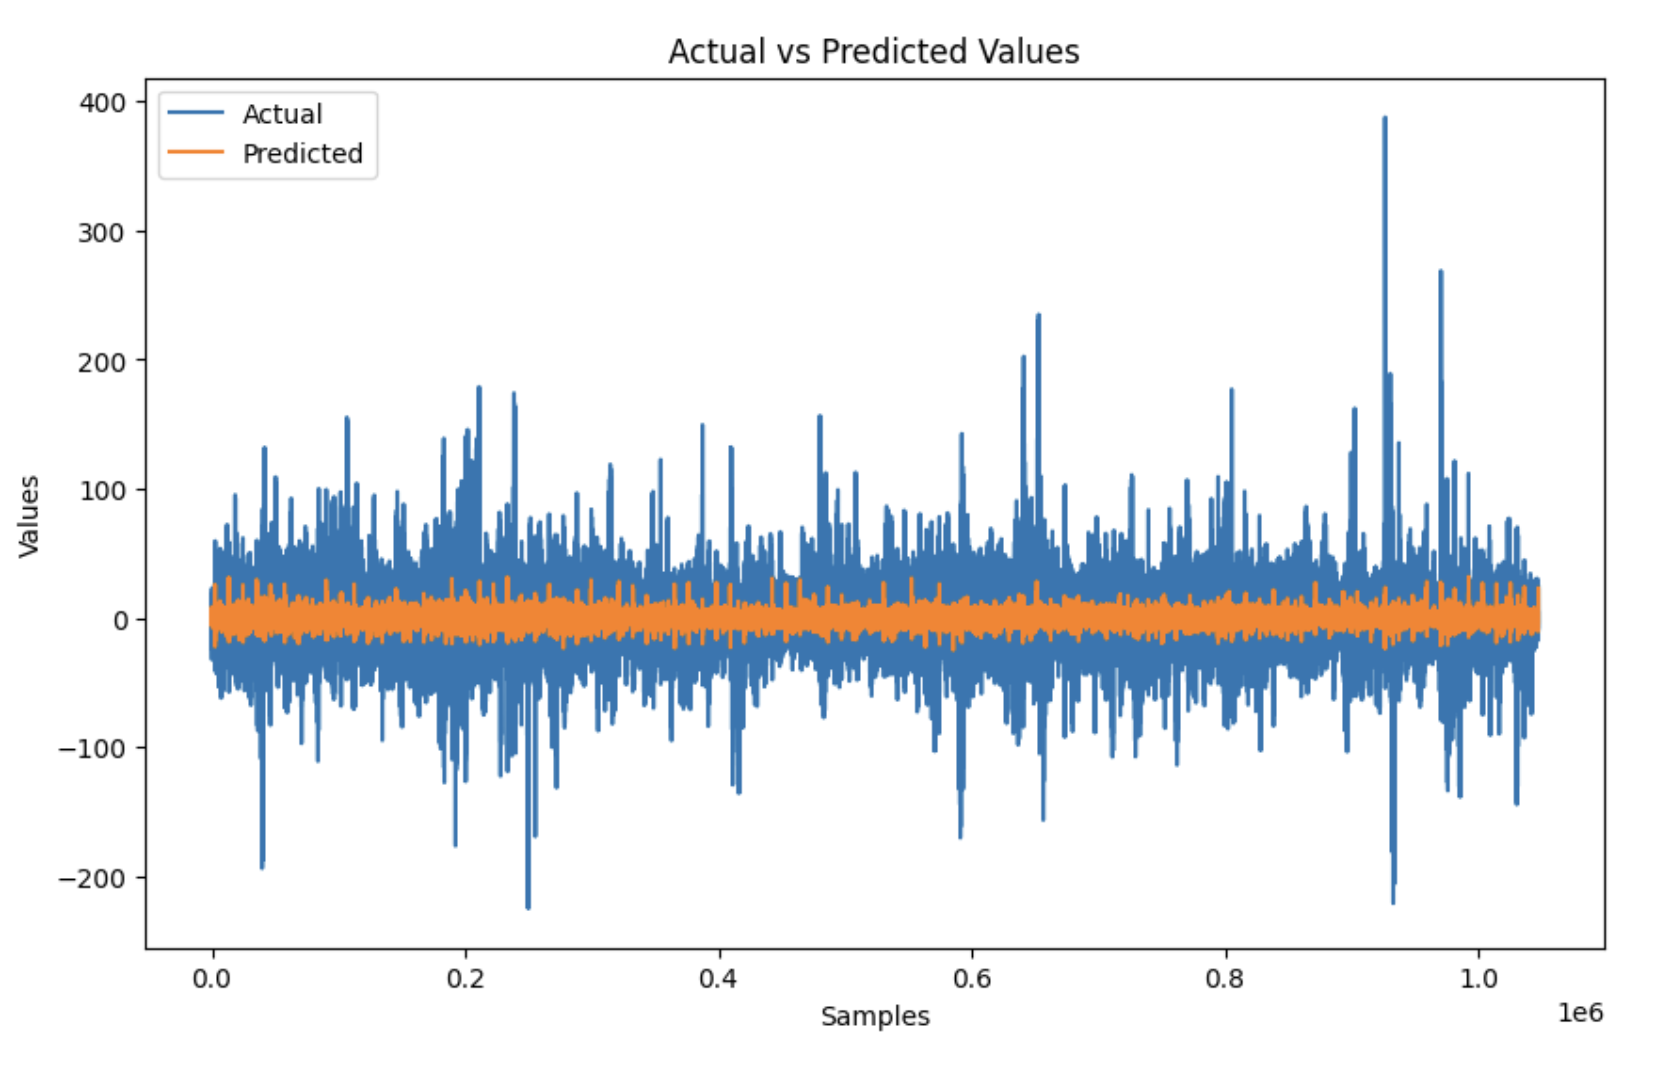 Actual vs Predicted Values
Actual
Predicted
400
300
200
100
0
−100
−200
Values
0.0
0.2
0.4
0.6
0.8
1.0
Samples
1e6